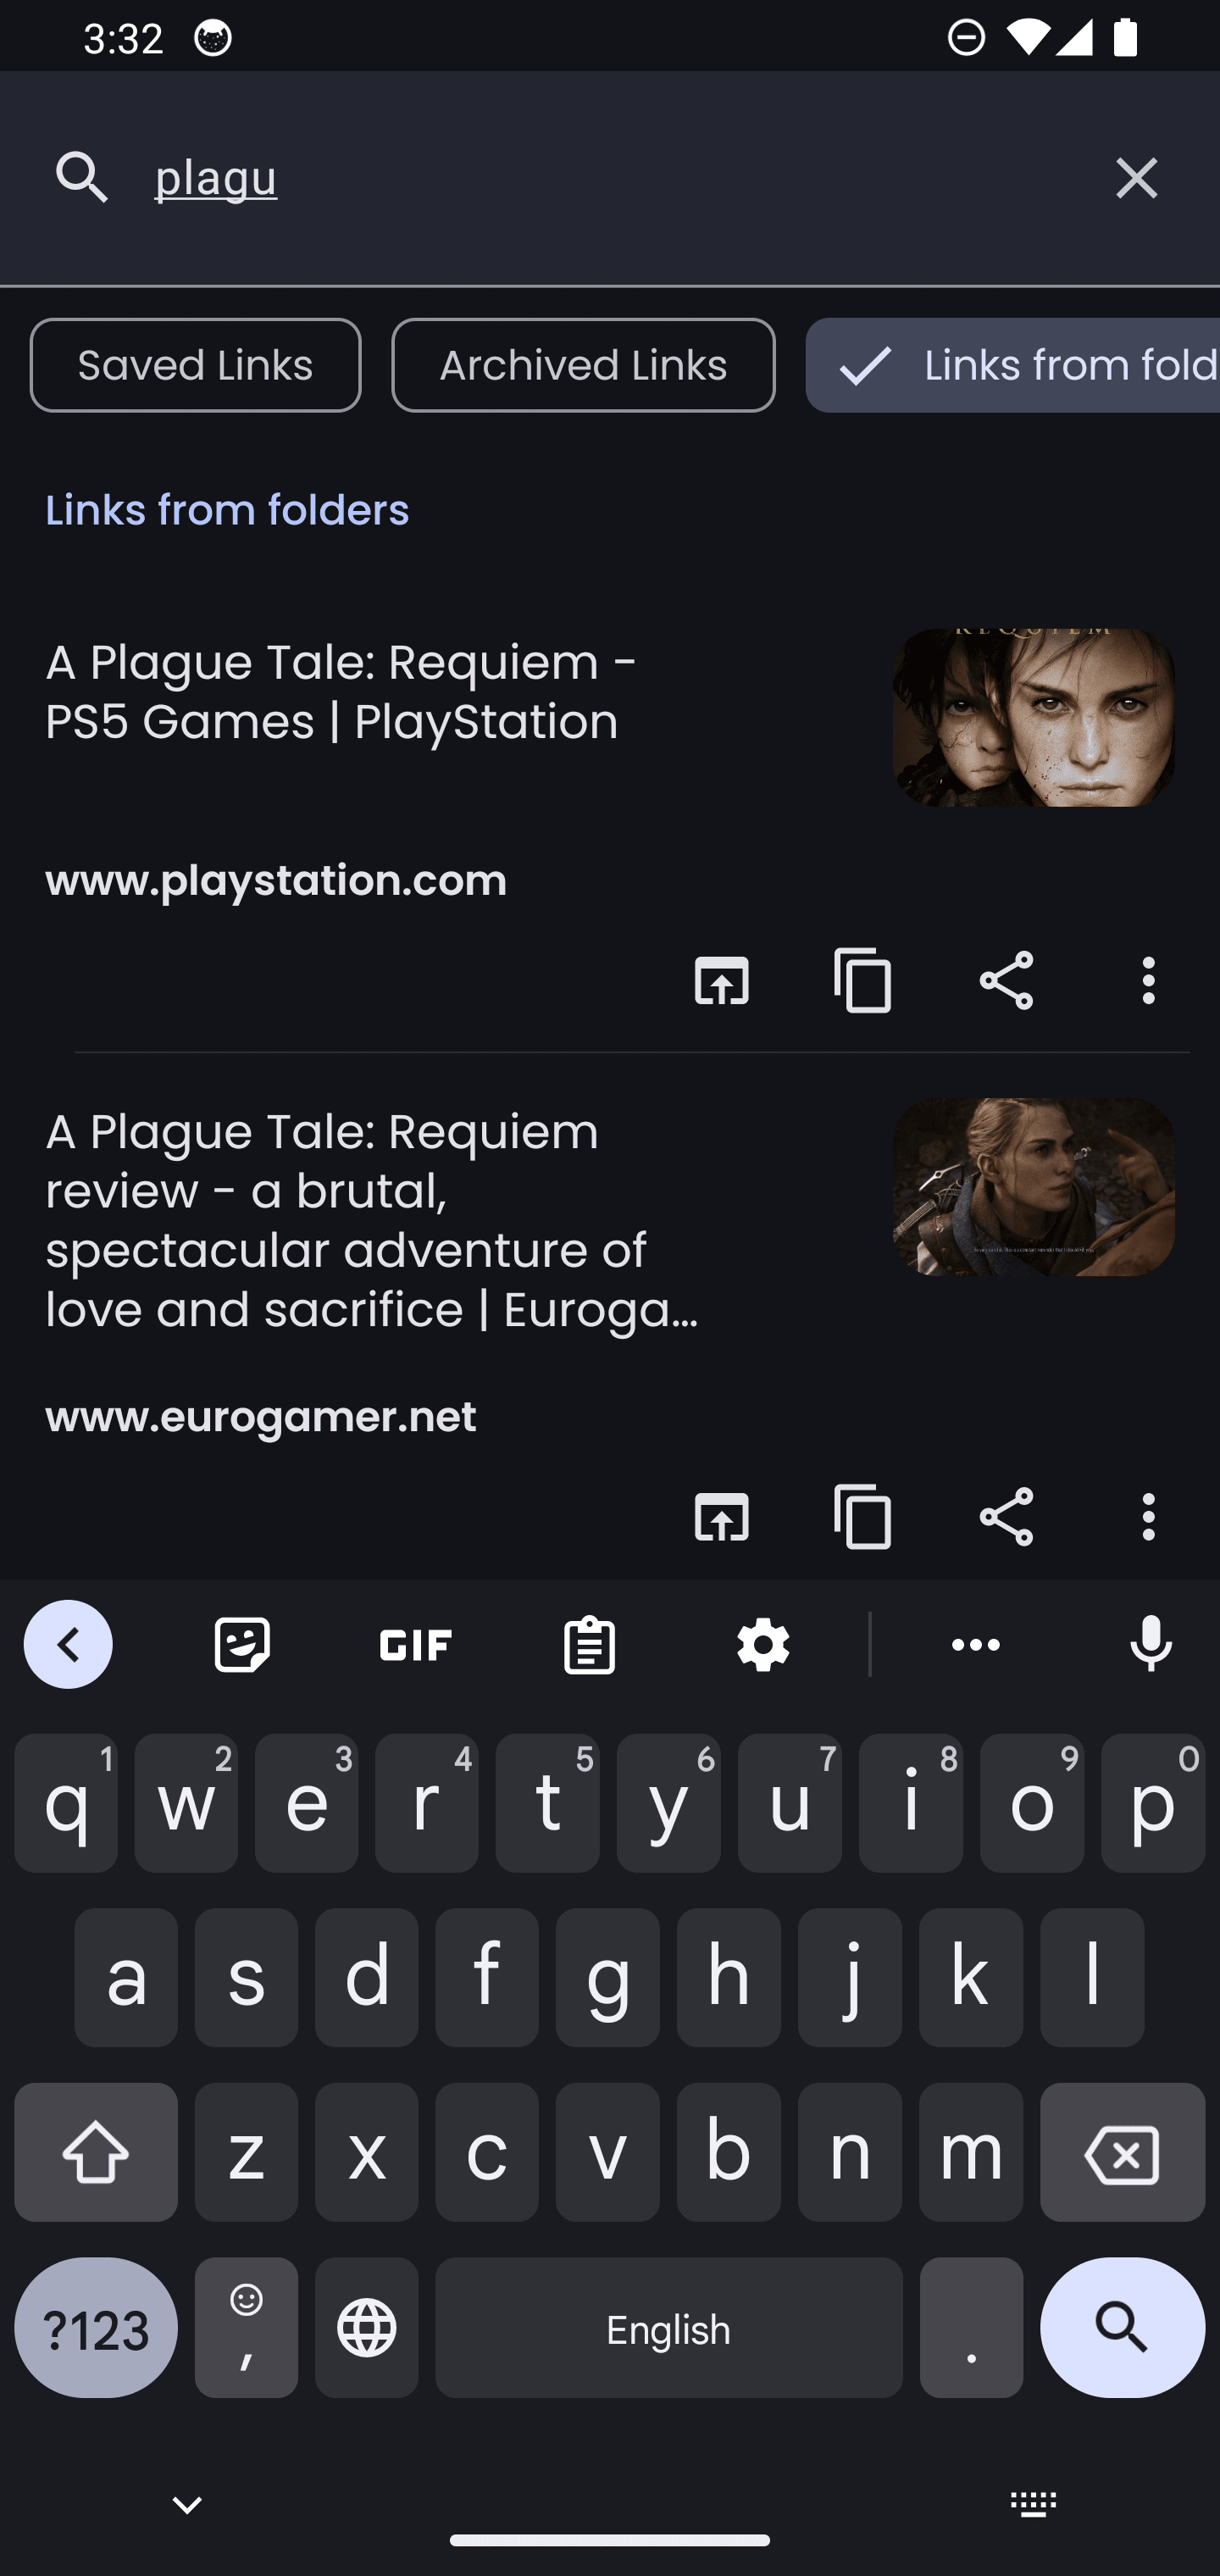 3:32
plagu
Saved Links
Archived Links
Links from fold
Links from folders
REQUIEM
A Plague Tale: Requiem -
PS5 Games | PlayStation
www.playstation.com
A Plague Tale: Requiem
review - a brutal,
spectacular adventure of
love and sacrifice | Euroga...
www.eurogamer.net
GIF
1 2 3 4 5 6 7 8 9 0
q w e r t y u i o p
a s d f g h j k l
z x c v b n m
?123 , English .